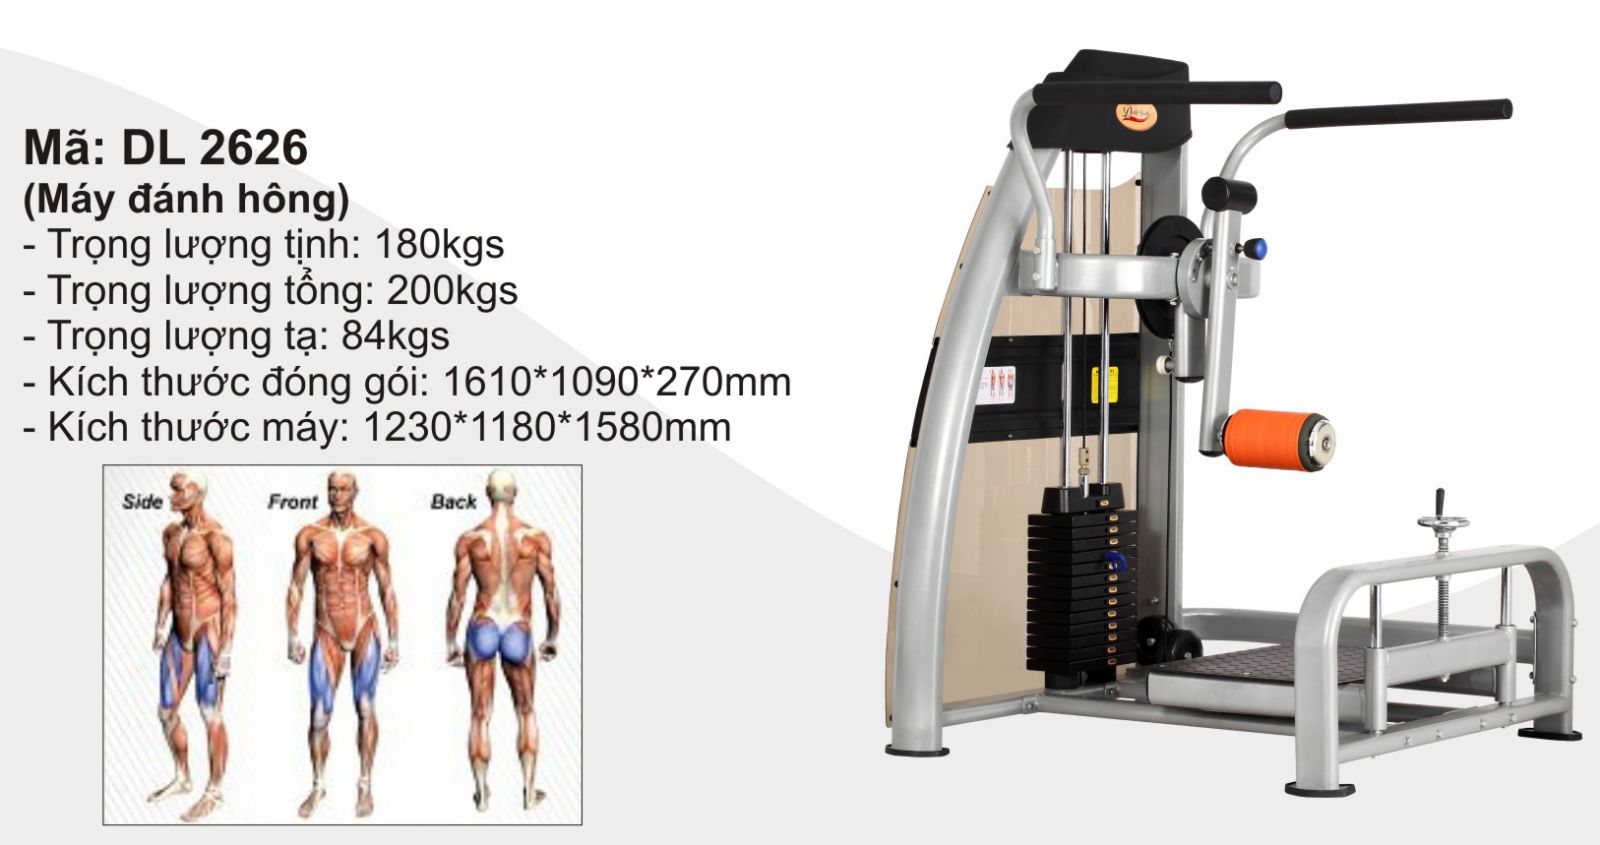 Mã: DL 2626
(Máy đánh hông)
- Trọng lượng tịnh: 180kgs
- Trọng lượng tổng: 200kgs
- Trọng lượng tạ: 84kgs
- Kích thước đóng gói: 1610*1090*270mm
- Kích thước máy: 1230*1180*1580mm
Side Front Back